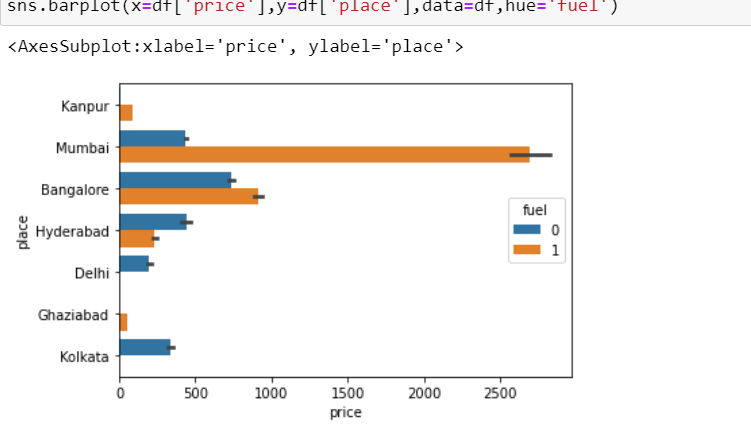 sns.barplot(x=df['price'],y=df['place'],data=df,hue='fuel')
<AxesSubplot:xlabel='price', ylabel='place'>
Kanpur
Mumbai
Bangalore
Hyderabad
Delhi
Ghaziabad
Kolkata
place
fuel
0
1
0 500 1000 1500 2000 2500
price